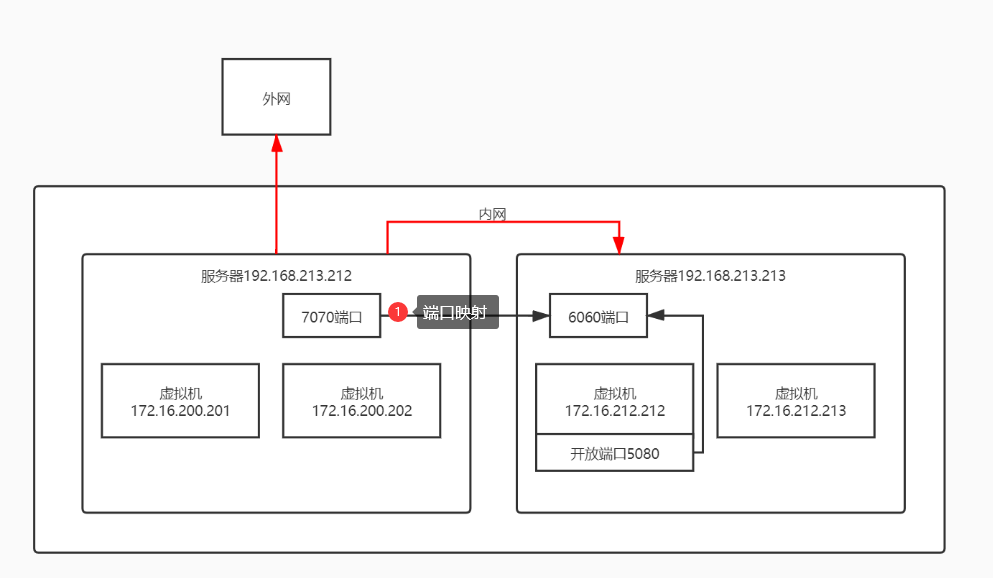 外网
内网
服务器192.168.213.212
服务器192.168.213.213
7070端口
1
端口映射
6060端口
虚拟机
172.16.200.201
虚拟机
172.16.200.202
虚拟机
172.16.212.212
虚拟机
172.16.212.213
开放端口5080